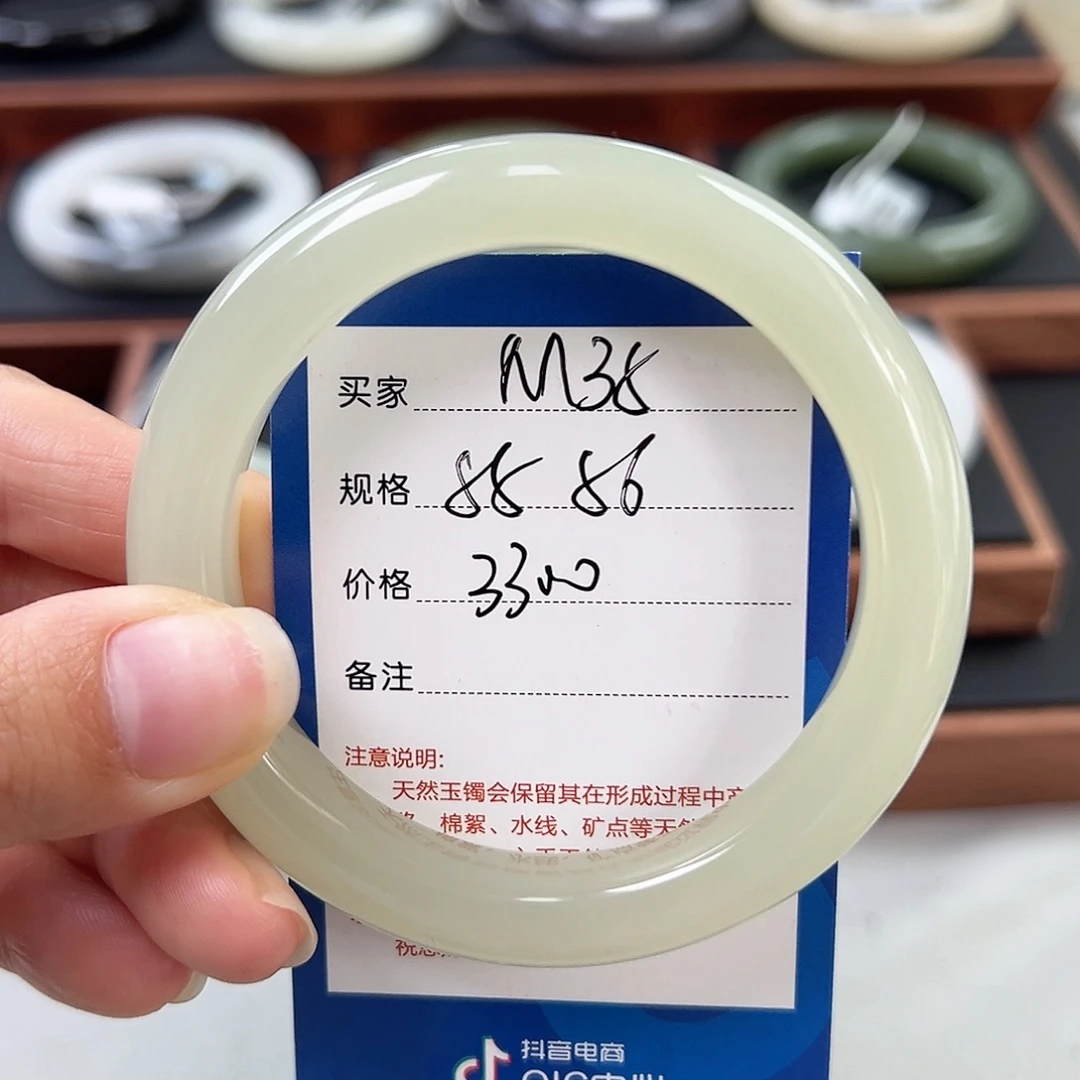 买家 M38
规格
价格 3300
备注
注意说明:
天然玉镯会保留其在形成过程中
棉絮、水线、矿点等天
抖音电商